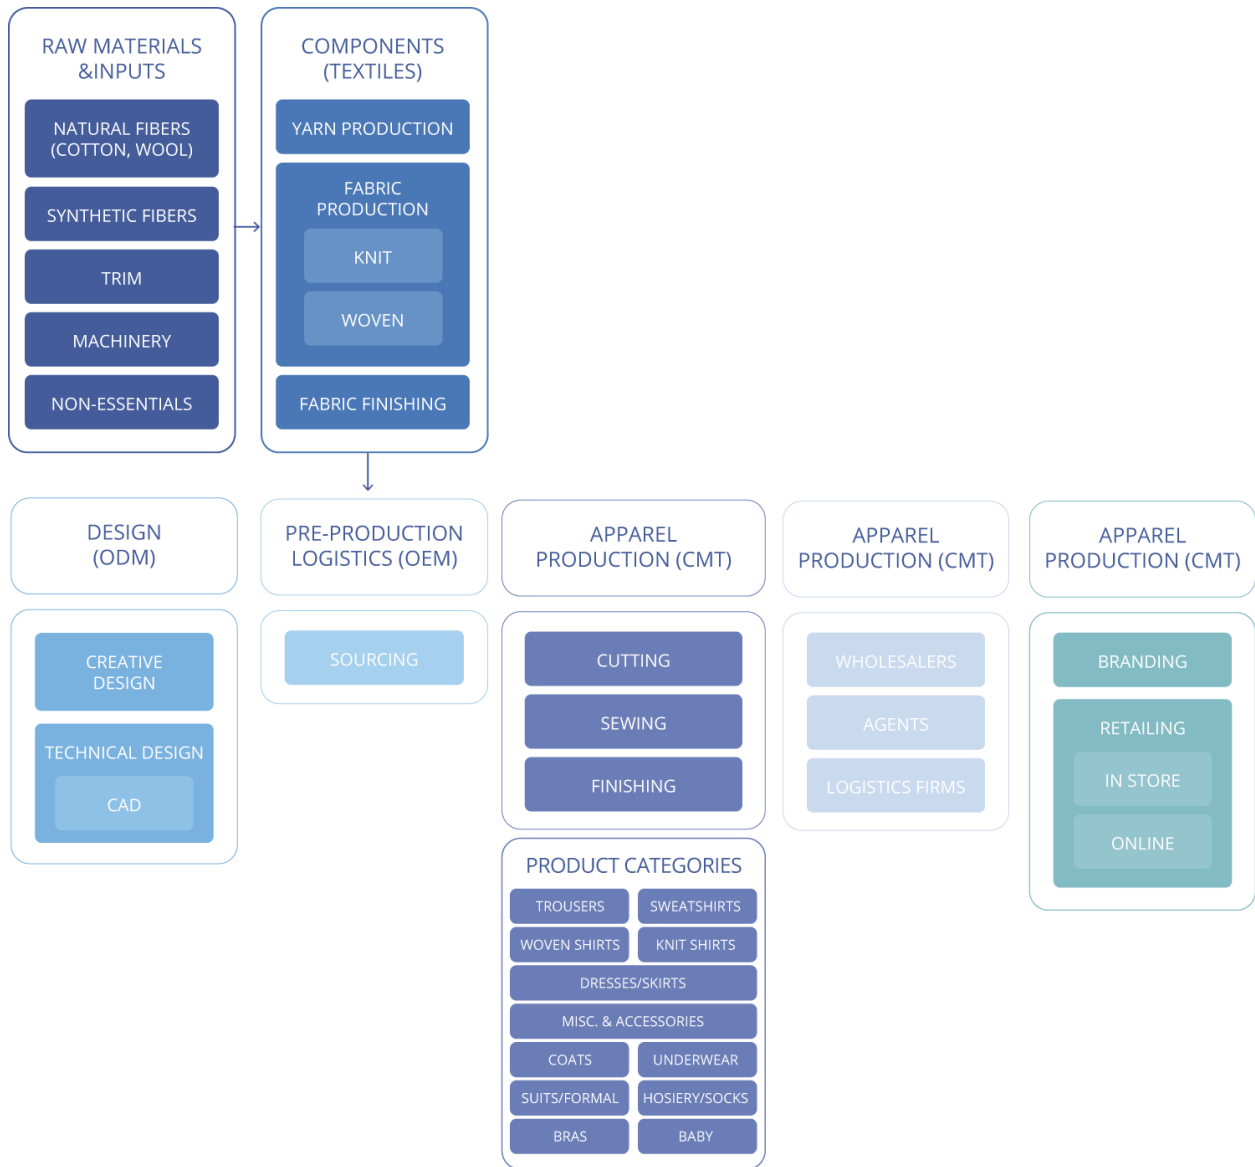 RAW MATERIALS
&INPUTS
NATURAL FIBERS
(COTTON, WOOL)
SYNTHETIC FIBERS
TRIM
MACHINERY
NON-ESSENTIALS
COMPONENTS
(TEXTILES)
YARN PRODUCTION
FABRIC
PRODUCTION
KNIT
WOVEN
FABRIC FINISHING
DESIGN
(ODM)
CREATIVE
DESIGN
TECHNICAL DESIGN
CAD
PRE-PRODUCTION
LOGISTICS (OEM)
SOURCING
APPAREL
PRODUCTION (CMT)
CUTTING
SEWING
FINISHING
PRODUCT CATEGORIES
TROUSERS
SWEATSHIRTS
WOVEN SHIRTS
KNIT SHIRTS
DRESSES/SKIRTS
MISC. & ACCESSORIES
COATS
UNDERWEAR
SUITS/FORMAL
HOSIERY/SOCKS
BRAS
BABY
APPAREL
PRODUCTION (CMT)
WHOLESALERS
AGENTS
LOGISTICS FIRMS
APPAREL
PRODUCTION (CMT)
BRANDING
RETAILING
IN STORE
ONLINE